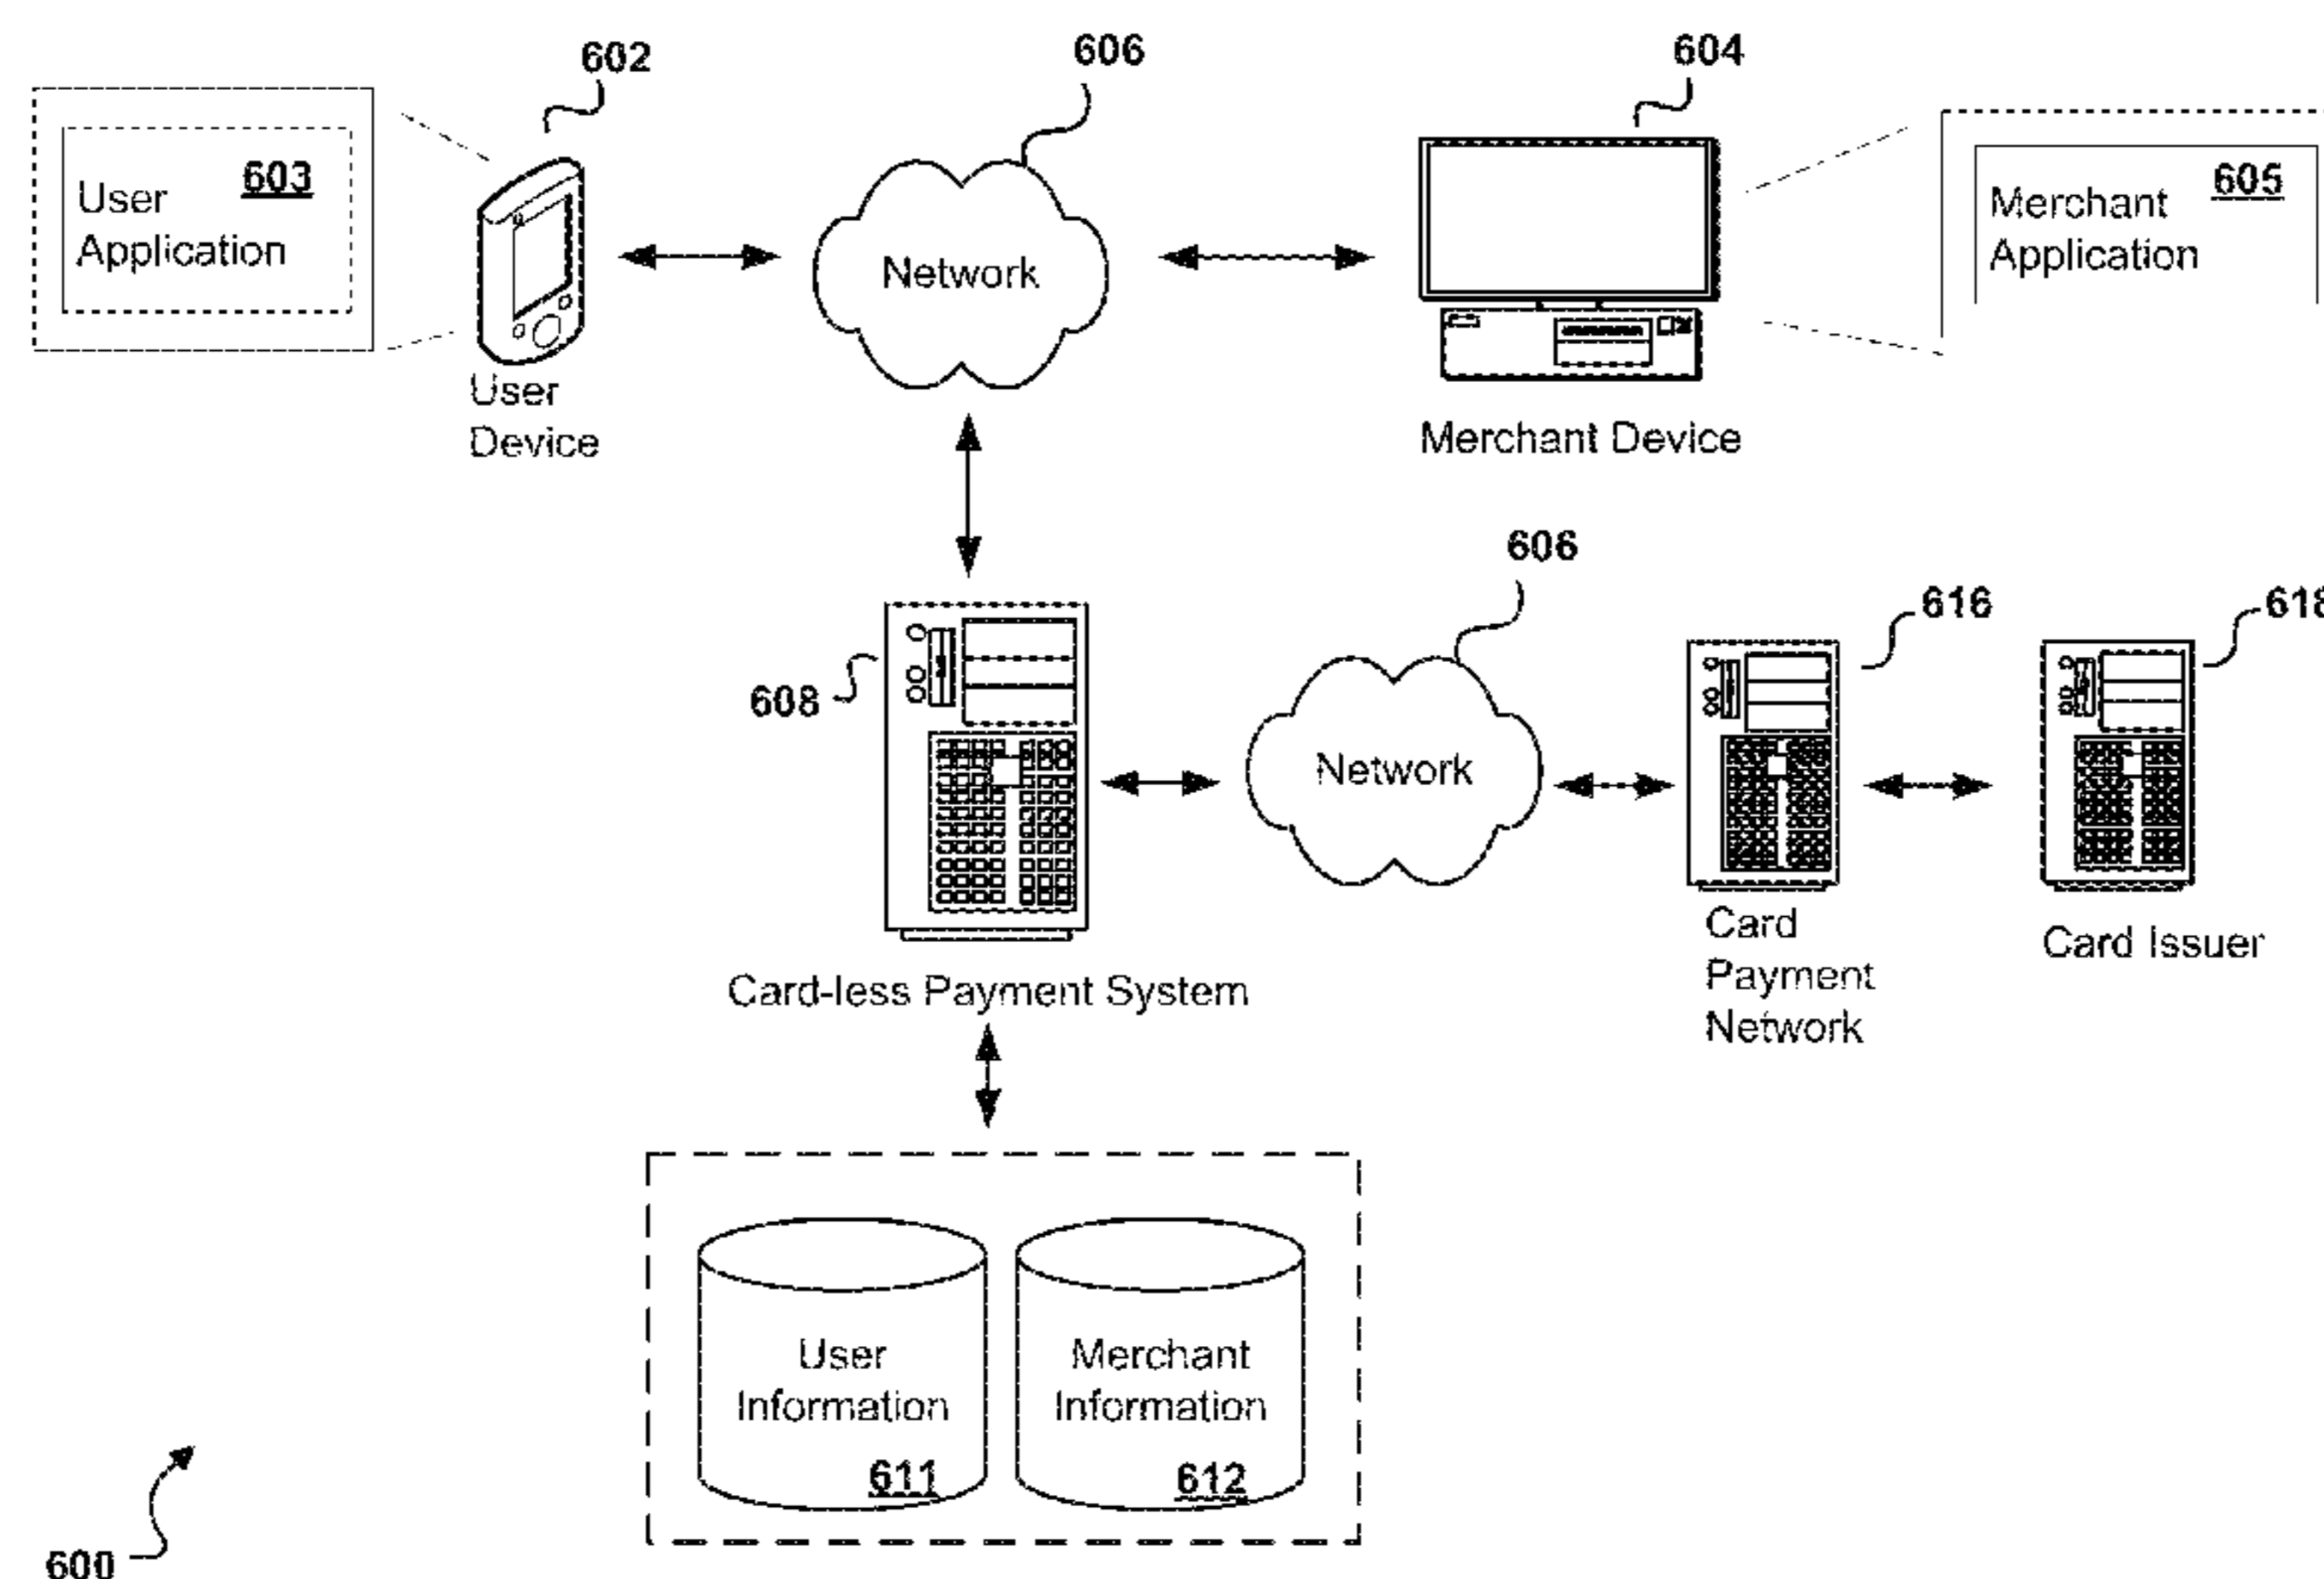 602
606
604
User
Application
603
Network
Merchant
Application
605
User
Device
Merchant Device
606
616
618
608
Network
Card
Payment
Network
Card Issuer
Card-less Payment System
User
Information
611
Merchant
Information
612
600